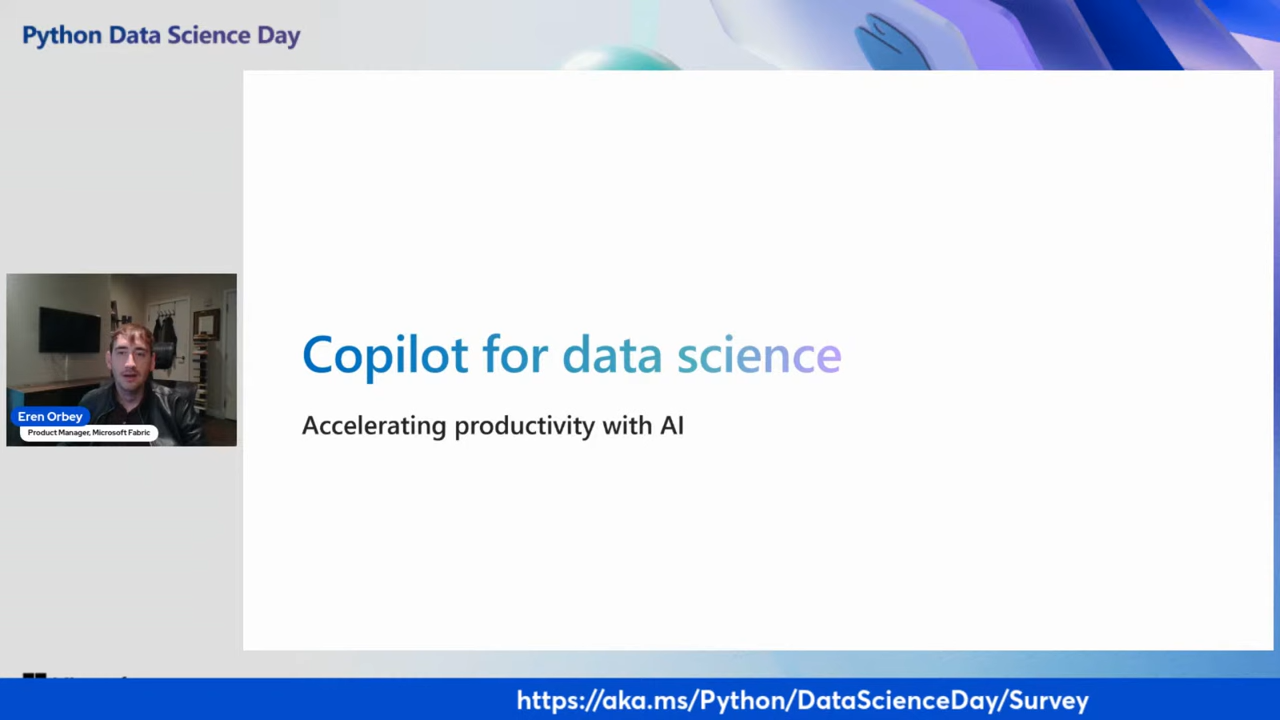 Python Data Science Day
Copilot for data science
Accelerating productivity with AI
Eren Orbey
Product Manager, Microsoft Fabric
https://aka.ms/Python/DataScienceDay/Survey